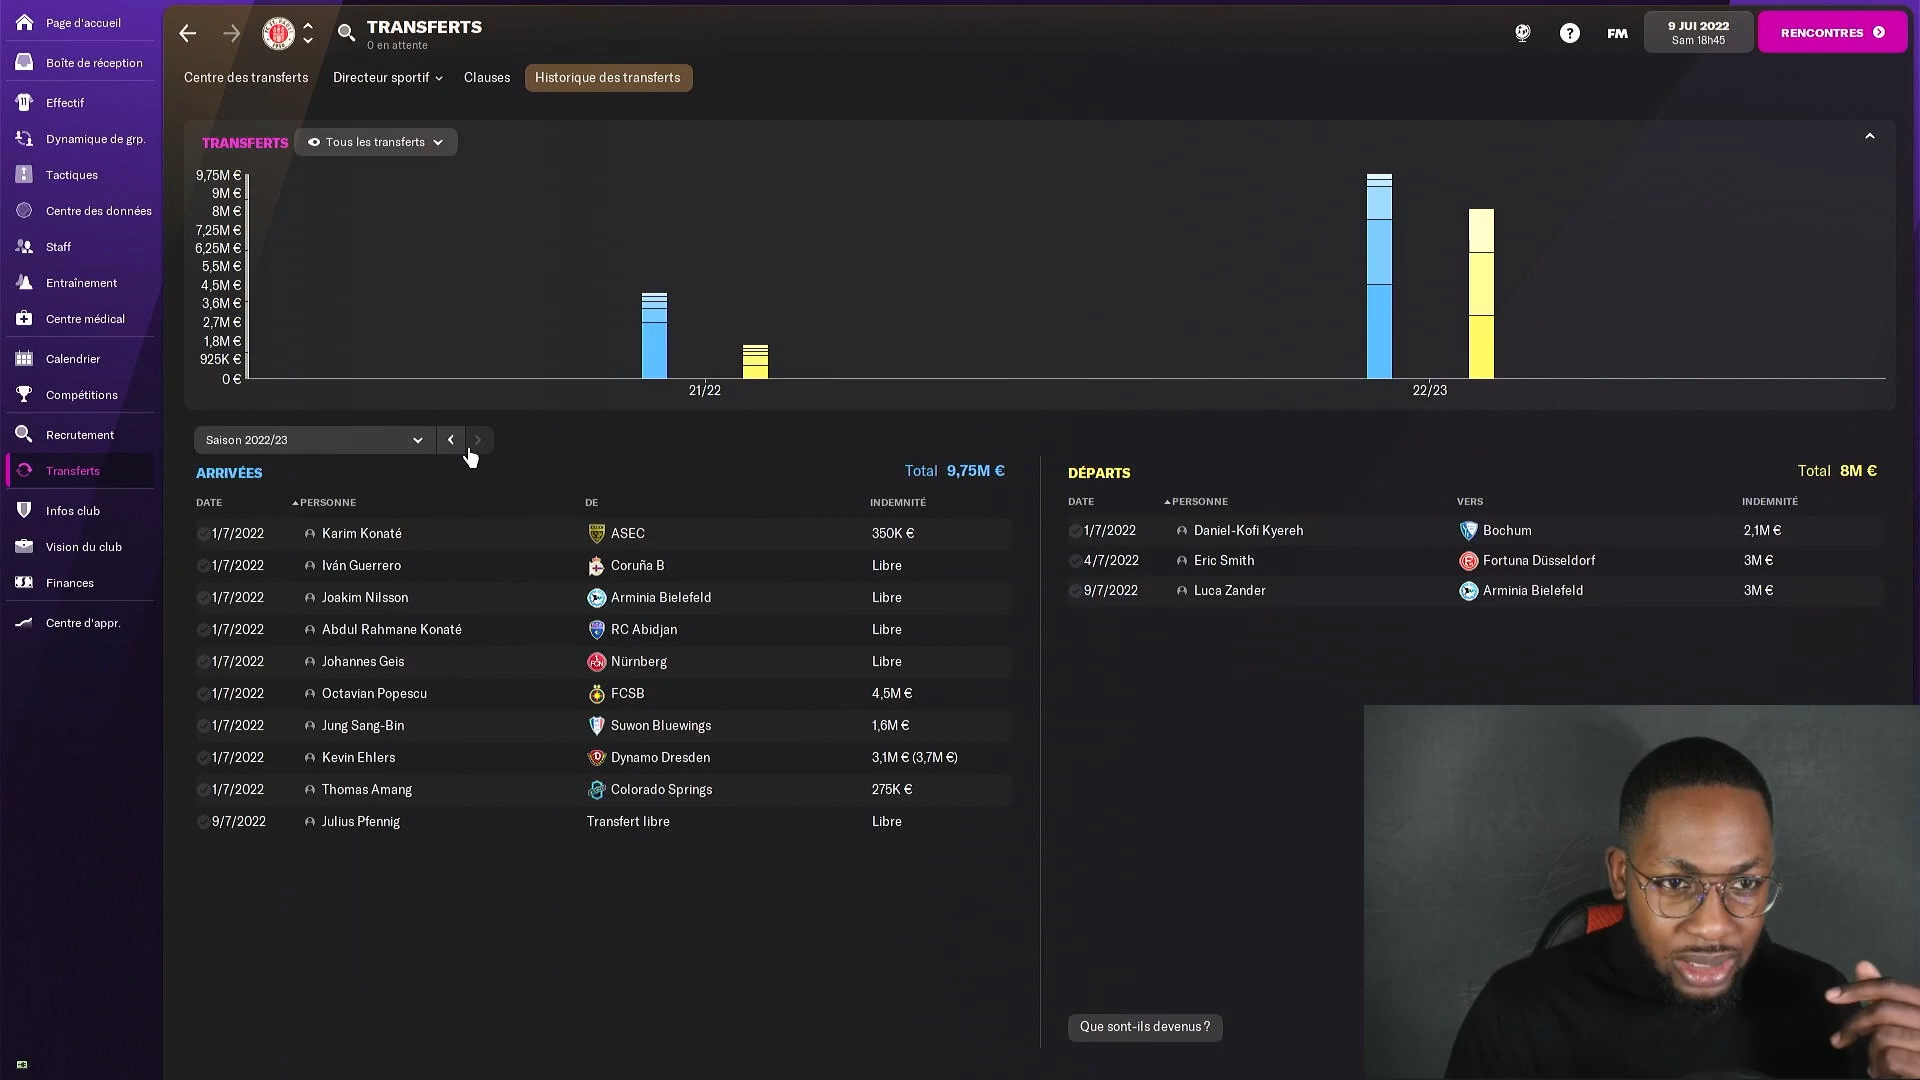 Page d'accueil
Boîte de réception
Effectif
Dynamique de grp.
Tactiques
Centre des données
Staff
Entraînement
Centre médical
Calendrier
Compétitions
Recrutement
Transferts
Infos club
Vision du club
Finances
Centre d'appr.
TRANSFERTS
0 en attente
FM
9 JUI 2022
Sam 18h45
RENCONTRES
Centre des transferts
Directeur sportif
Clauses
Historique des transferts
TRANSFERTS
Tous les transferts
9,75M €
9M €
8M €
7,25M €
6,25M €
5,5M €
4,5M €
3,6M €
2,7M €
1,8M €
925K €
0 €
21/22
22/23
Saison 2022/23
ARRIVÉES
Total 9,75M €
DATE PERSONNE DE INDEMNITÉ
1/7/2022 Karim Konaté ASEC 350K €
1/7/2022 Iván Guerrero Coruña B Libre
1/7/2022 Joakim Nilsson Arminia Bielefeld Libre
1/7/2022 Abdul Rahmane Konaté RC Abidjan Libre
1/7/2022 Johannes Geis Nürnberg Libre
1/7/2022 Octavian Popescu FCSB 4,5M €
1/7/2022 Jung Sang-Bin Suwon Bluewings 1,6M €
1/7/2022 Kevin Ehlers Dynamo Dresden 3,1M € (3,7M €)
1/7/2022 Thomas Amang Colorado Springs 275K €
9/7/2022 Julius Pfennig Transfert libre Libre
DÉPARTS
Total 8M €
DATE PERSONNE VERS INDEMNITÉ
1/7/2022 Daniel-Kofi Kyereh Bochum 2,1M €
4/7/2022 Eric Smith Fortuna Düsseldorf 3M €
9/7/2022 Luca Zander Arminia Bielefeld 3M €
Que sont-ils devenus ?